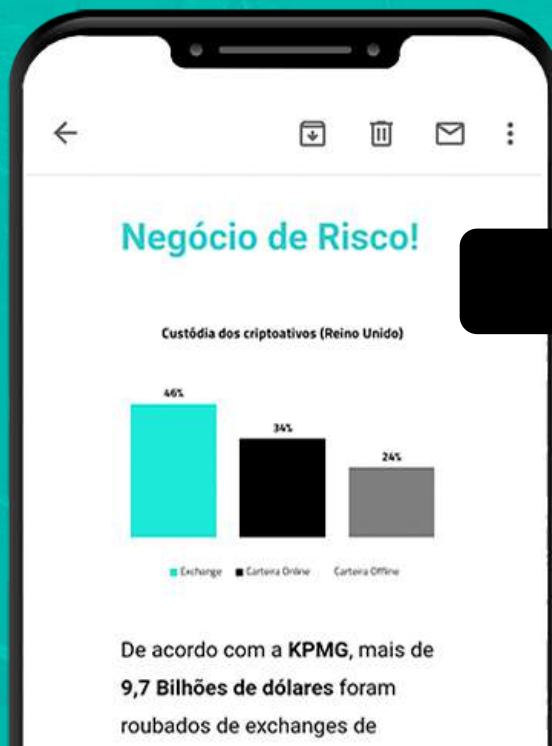 Negócio de Risco!
Custódia dos criptoativos (Reino Unido)
46%
34%
24%
Exchange Carteira Online Carteira Offline
De acordo com a KPMG, mais de
9,7 Bilhões de dólares foram
roubados de exchanges de